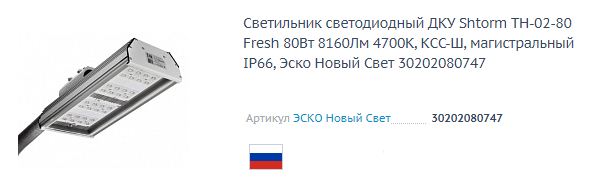 Светильник светодиодный ДКУ Shtorm TH-02-80
Fresh 80Вт 8160Лм 4700К, КСС-Ш, магистральный
IP66, Эско Новый Свет 30202080747
Артикул ЭСКО Новый Свет 30202080747